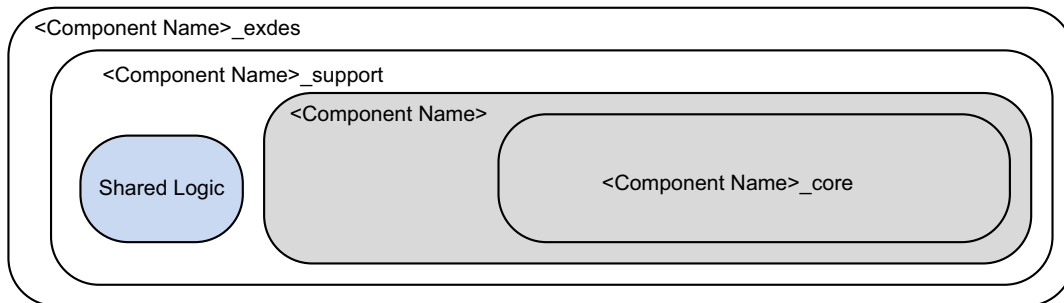 <Component Name>_exdes
<Component Name>_support
<Component Name>
Shared Logic
<Component Name>_core